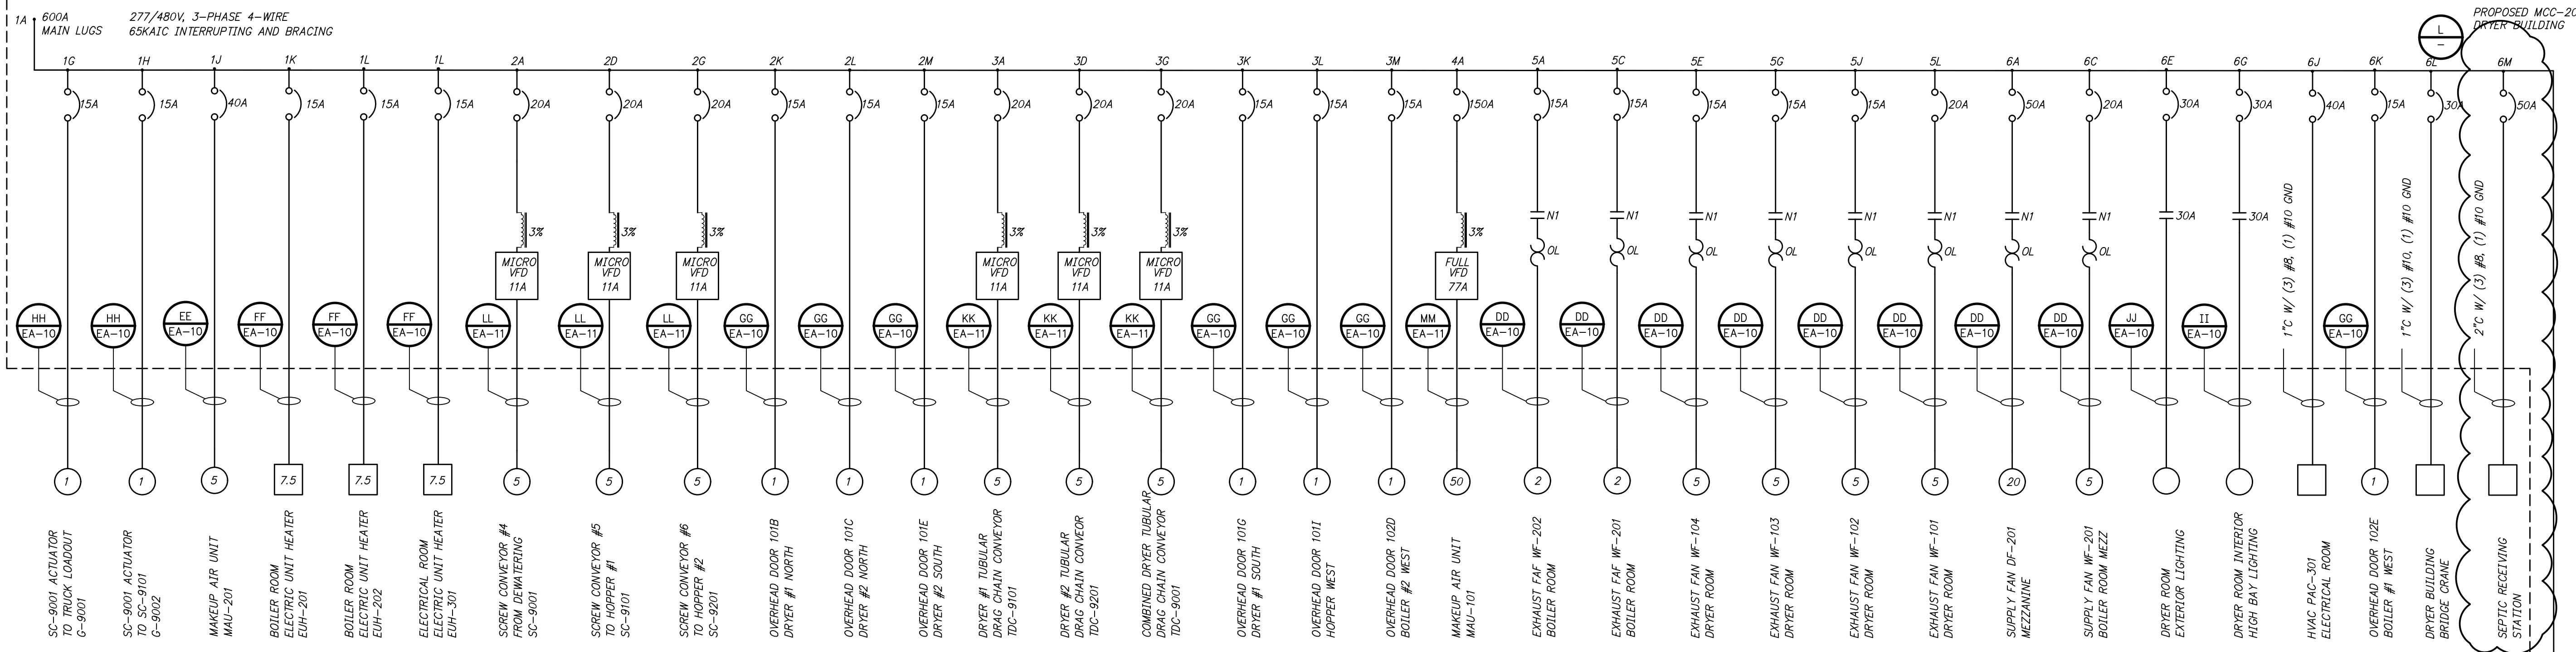 1A
600A
MAIN LUGS
277/480V, 3-PHASE 4-WIRE
65KAIC INTERRUPTING AND BRACING
L
–
PROPOSED MCC-20
DRYER BUILDING
1G 1H 1J 1K 1L 1L 2A 2D 2G 2K 2L 2M 3A 3D 3G 3K 3L 3M 4A 5A 5C 5E 5G 5J 5L 6A 6C 6E 6G 6J 6K 6L 6M
15A 15A 40A 15A 15A 15A 20A 20A 20A 15A 15A 15A 20A 20A 20A 15A 15A 15A 150A 15A 15A 15A 15A 15A 20A 50A 20A 30A 30A 40A 15A 30A 50A
N1 N1 N1 N1 N1 N1 N1 N1 30A 30A
3% 3% 3% 3% 3% 3% 3%
OL OL OL OL OL OL OL OL
MICRO MICRO MICRO MICRO MICRO MICRO FULL
VFD VFD VFD VFD VFD VFD VFD
11A 11A 11A 11A 11A 11A 77A
1"C W/ (3) #8, (1) #10 GND
1"C W/ (3) #10, (1) #10 GND
2"C W/ (3) #8, (1) #10 GND
HH HH EE FF FF FF LL LL LL GG GG GG KK KK KK GG GG GG MM DD DD DD DD DD DD DD DD JJ II GG
EA-10 EA-10 EA-10 EA-10 EA-10 EA-10 EA-11 EA-11 EA-11 EA-10 EA-10 EA-10 EA-11 EA-11 EA-11 EA-10 EA-10 EA-10 EA-11 EA-10 EA-10 EA-10 EA-10 EA-10 EA-10 EA-10 EA-10 EA-10 EA-10 EA-10
1 1 5 7.5 7.5 7.5 5 5 5 1 1 1 5 5 5 1 1 1 50 2 2 5 5 5 5 20 5 1
SC-9001 ACTUATOR
TO TRUCK LOADOUT
G-9001
SC-9001 ACTUATOR
TO SC-9101
G-9002
MAKEUP AIR UNIT
MAU-201
BOILER ROOM
ELECTRIC UNIT HEATER
EUH-201
BOILER ROOM
ELECTRIC UNIT HEATER
EUH-202
ELECTRICAL ROOM
ELECTRIC UNIT HEATER
EUH-301
SCREW CONVEYOR #4
FROM DEWATERING
SC-9001
SCREW CONVEYOR #5
TO HOPPER #1
SC-9101
SCREW CONVEYOR #6
TO HOPPER #2
SC-9201
OVERHEAD DOOR 101B
DRYER #1 NORTH
OVERHEAD DOOR 101C
DRYER #2 NORTH
OVERHEAD DOOR 101E
DRYER #2 SOUTH
DRYER #1 TUBULAR
DRAG CHAIN CONVEYOR
TDC-9101
DRYER #2 TUBULAR
DRAG CHAIN CONVEYOR
TDC-9201
COMBINED DRYER TUBULAR
DRAG CHAIN CONVEYOR
TDC-9001
OVERHEAD DOOR 101G
DRYER #1 SOUTH
OVERHEAD DOOR 101I
HOPPER WEST
OVERHEAD DOOR 102D
BOILER #2 WEST
MAKEUP AIR UNIT
MAU-101
EXHAUST FAF WF-202
BOILER ROOM
EXHAUST FAF WF-201
BOILER ROOM
EXHAUST FAN WF-104
DRYER ROOM
EXHAUST FAN WF-103
DRYER ROOM
EXHAUST FAN WF-102
DRYER ROOM
EXHAUST FAN WF-101
DRYER ROOM
SUPPLY FAN DF-201
MEZZANINE
SUPPLY FAN WF-201
BOILER ROOM MEZZ
DRYER ROOM
EXTERIOR LIGHTING
DRYER ROOM INTERIOR
HIGH BAY LIGHTING
HVAC PAC-301
ELECTRICAL ROOM
OVERHEAD DOOR 102E
BOILER #1 WEST
DRYER BUILDING
BRIDGE CRANE
SEPTIC RECEIVING
STATION